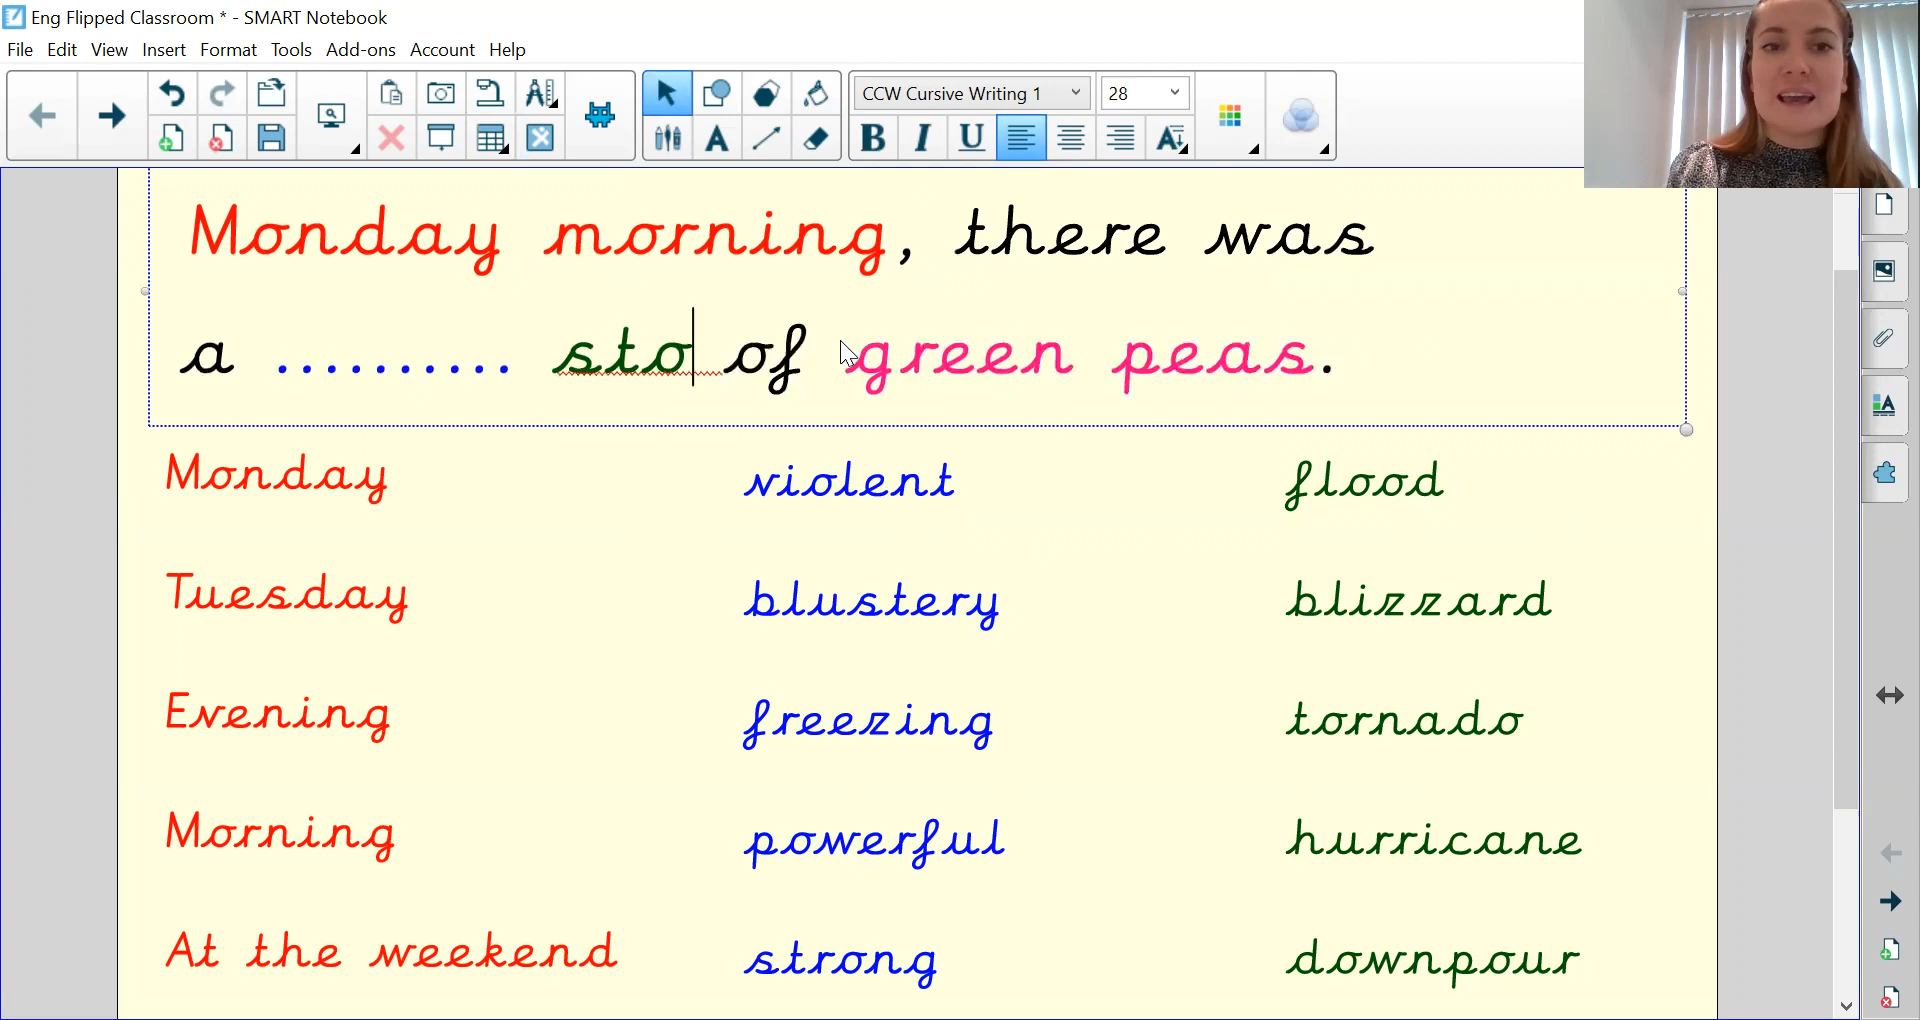 Eng Flipped Classroom * - SMART Notebook
File Edit View Insert Format Tools Add-ons Account Help
CCW Cursive Writing 1 28
B I U
Monday morning, there was
a .......... sto of green peas.
Monday violent flood
Tuesday blustery blizzard
Evening freezing tornado
Morning powerful hurricane
At the weekend strong downpour